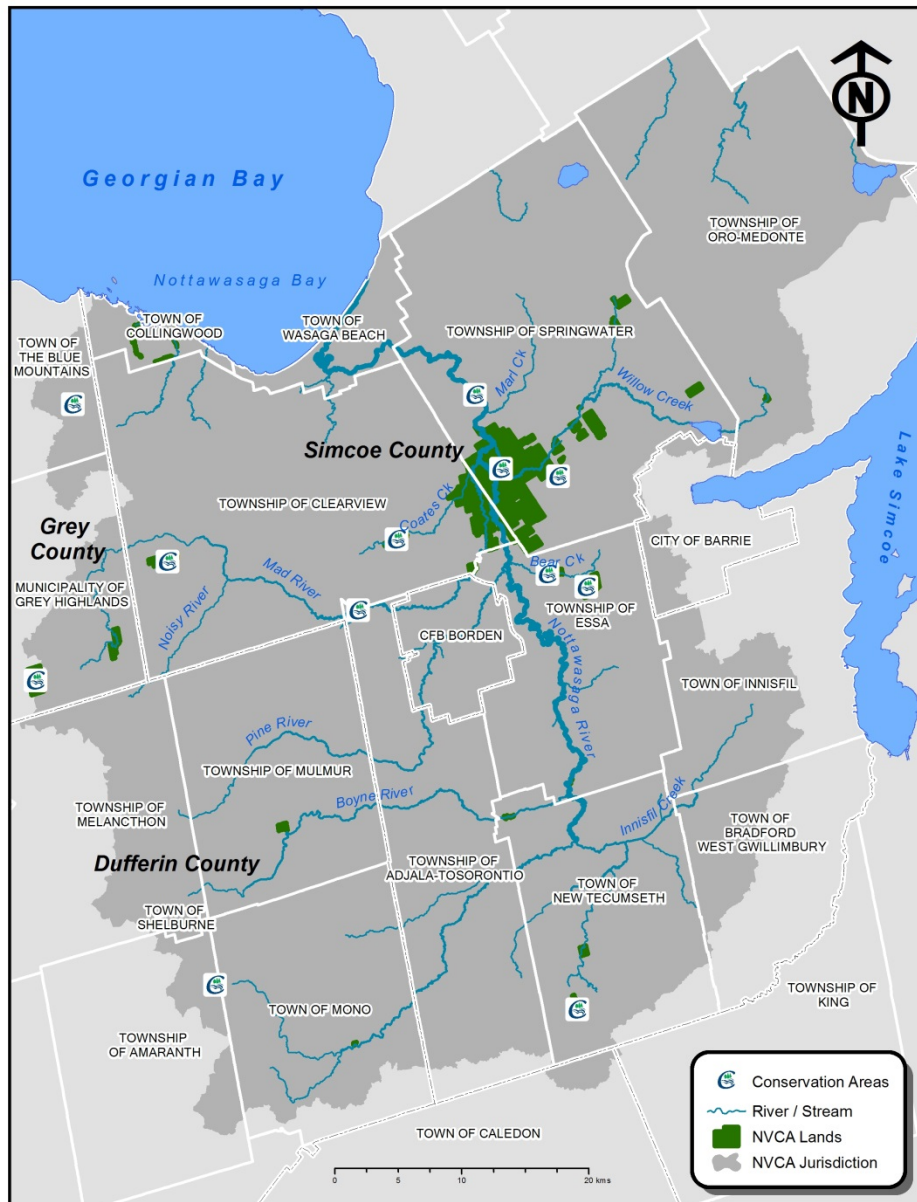 N
Georgian Bay
Nottawasaga Bay
TOWNSHIP OF
ORO-MEDONTE
TOWN OF
THE BLUE
MOUNTAINS
TOWN OF
COLLINGWOOD
TOWN OF
WASAGA BEACH
TOWNSHIP OF SPRINGWATER
Marl Ck
Willow Creek
Simcoe County
Lake Simcoe
TOWNSHIP OF CLEARVIEW
Coates Ck
Grey
County
CITY OF BARRIE
MUNICIPALITY OF
GREY HIGHLANDS
Noisy River
Mad River
Bear Ck
TOWNSHIP OF
ESSA
CFB BORDEN
Nottawasaga River
TOWN OF INNISFIL
Pine River
TOWNSHIP OF MULMUR
TOWNSHIP OF
MELANCTHON
Boyne River
Innisfil Creek
TOWN OF
BRADFORD
WEST GWILLIMBURY
Dufferin County
TOWNSHIP OF
ADJALA-TOSORONTIO
TOWN OF
NEW TECUMSETH
TOWN OF
SHELBURNE
TOWN OF MONO
TOWNSHIP OF
KING
TOWNSHIP
OF AMARANTH
TOWN OF CALEDON
0 5 10 20 kms
Conservation Areas
River / Stream
NVCA Lands
NVCA Jurisdiction